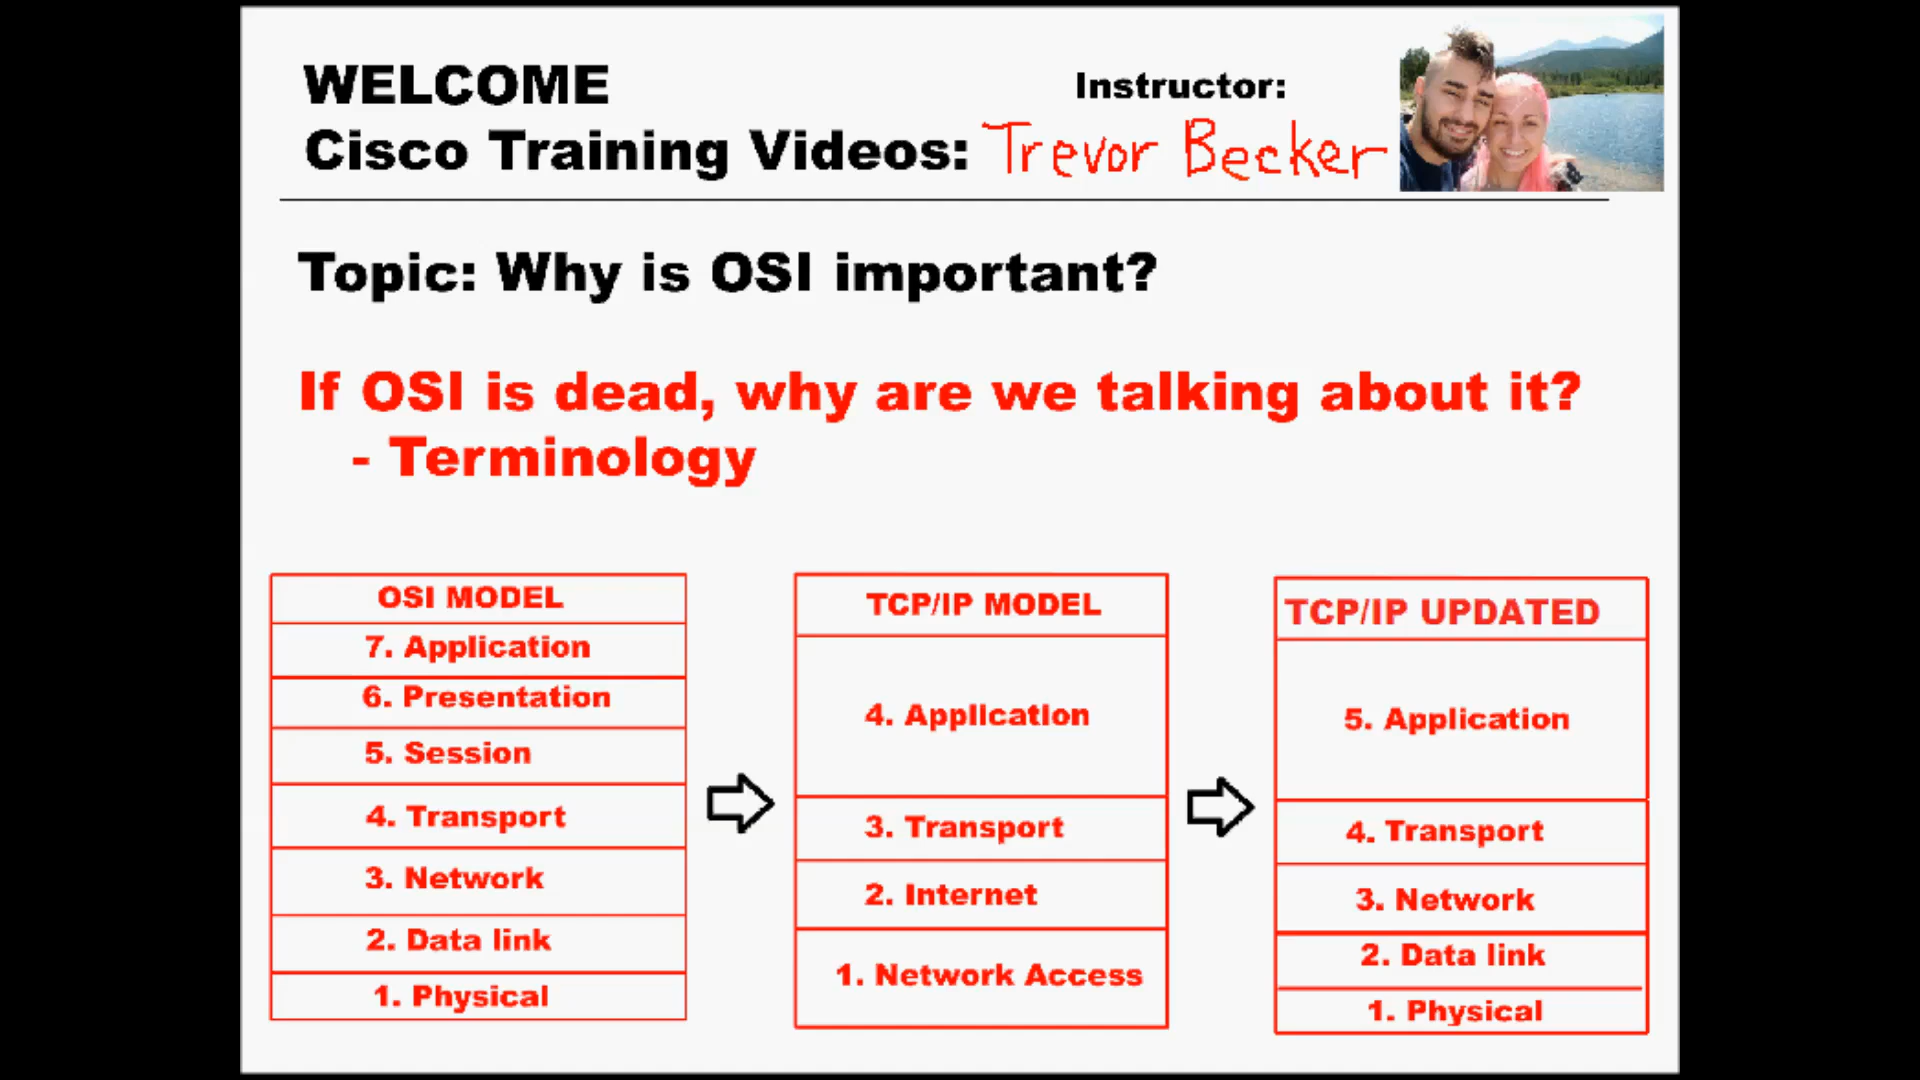 WELCOME
Instructor:
Cisco Training Videos: Trevor Becker
Topic: Why is OSI important?
If OSI is dead, why are we talking about it?
- Terminology
OSI MODEL
7. Application
6. Presentation
5. Session
4. Transport
3. Network
2. Data link
1. Physical
TCP/IP MODEL
4. Application
3. Transport
2. Internet
1. Network Access
TCP/IP UPDATED
5. Application
4. Transport
3. Network
2. Data link
1. Physical